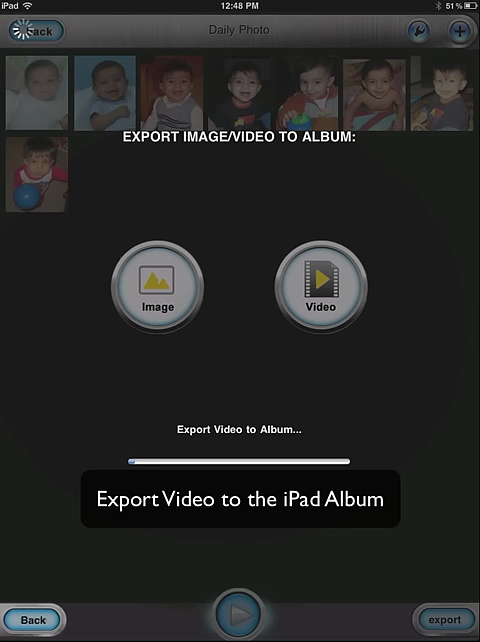 iPad 12:48 PM 51%
Back Daily Photo
EXPORT IMAGE/VIDEO TO ALBUM:
Image Video
Export Video to Album...
Export Video to the iPad Album
Back export